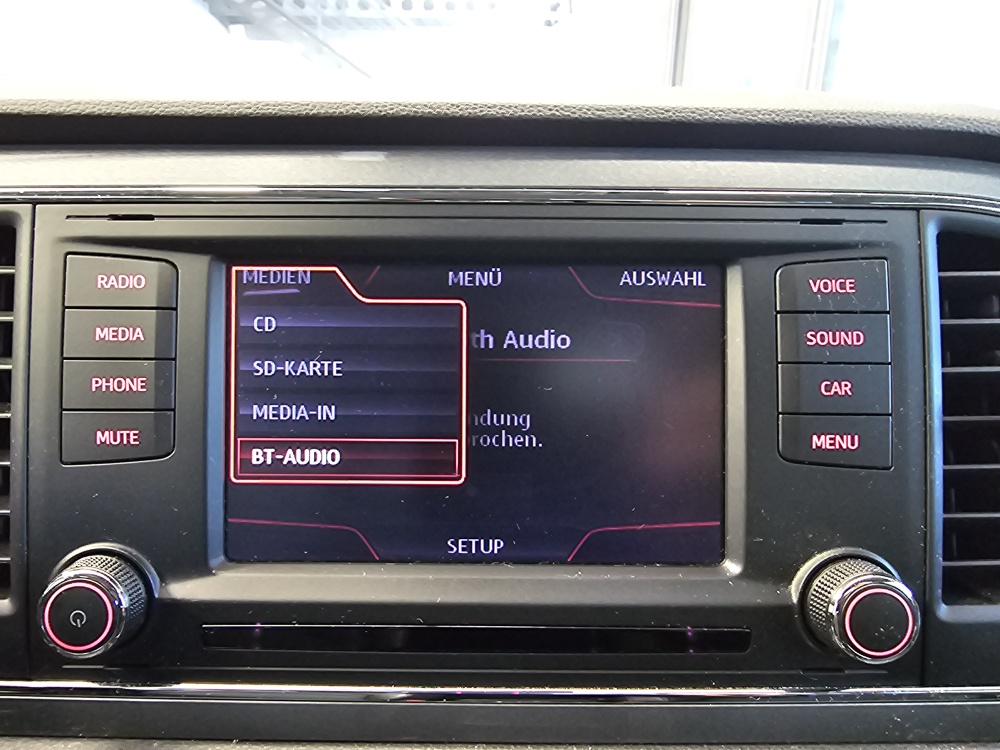 RADIO
MEDIA
PHONE
MUTE
MEDIEN
MENÜ
AUSWAHL
CD
SD-KARTE
MEDIA-IN
BT-AUDIO
th Audio
ndung
rochen.
SETUP
VOICE
SOUND
CAR
MENU